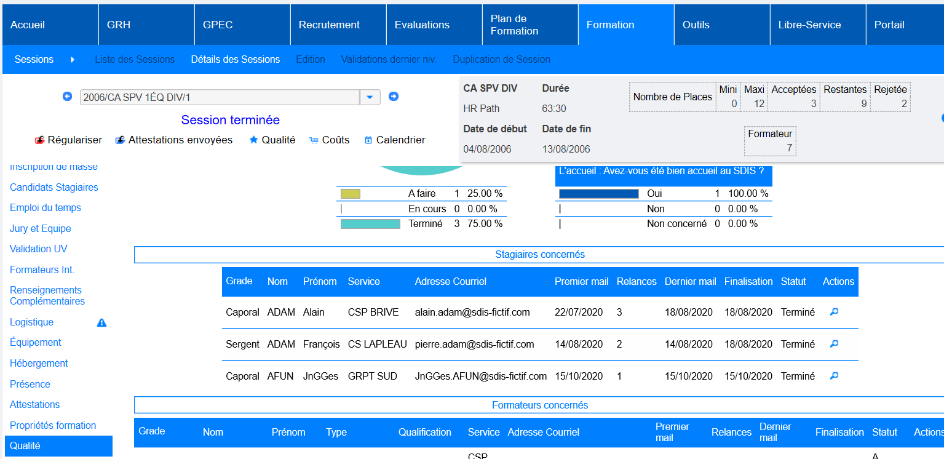 Accueil GRH GPEC Recrutement Evaluations Plan de Formation Formation Outils Libre-Service Portail
Sessions Liste des Sessions Détails des Sessions Edition Validations dernier niv. Duplication de Session
2006/CA SPV 1ÉQ DIV/1
Session terminée
Régulariser Attestations envoyées Qualité Coûts Calendrier
CA SPV DIV Durée
HR Path 63:30
Date de début Date de fin
04/08/2006 13/08/2006
Nombre de Places Mini Maxi Acceptées Restantes Rejetée
0 12 3 9 2
Formateur
7
Inscription de masse
Candidats Stagiaires
Emploi du temps
Jury et Equipe
Validation UV
Formateurs Int.
Renseignements
Complémentaires
Logistique
Équipement
Hébergement
Présence
Attestations
Propriétés formation
Qualité
A faire 1 25.00 %
En cours 0 0.00 %
Terminé 3 75.00 %
L'accueil : Avez-vous été bien accueil au SDIS ?
Oui 1 100.00 %
Non 0 0.00 %
Non concerné 0 0.00 %
Stagiaires concernés
Grade Nom Prénom Service Adresse Courriel Premier mail Relances Dernier mail Finalisation Statut Actions
Caporal ADAM Alain CSP BRIVE alain.adam@sdis-fictif.com 22/07/2020 3 18/08/2020 18/08/2020 Terminé
Sergent ADAM François CS LAPLEAU pierre.adam@sdis-fictif.com 14/08/2020 2 14/08/2020 18/08/2020 Terminé
Caporal AFUN JnGGes GRPT SUD JnGGes.AFUN@sdis-fictif.com 15/10/2020 1 15/10/2020 15/10/2020 Terminé
Formateurs concernés
Grade Nom Prénom Type Qualification Service Adresse Courriel Premier mail Relances Dernier mail Finalisation Statut Actions
CSP A